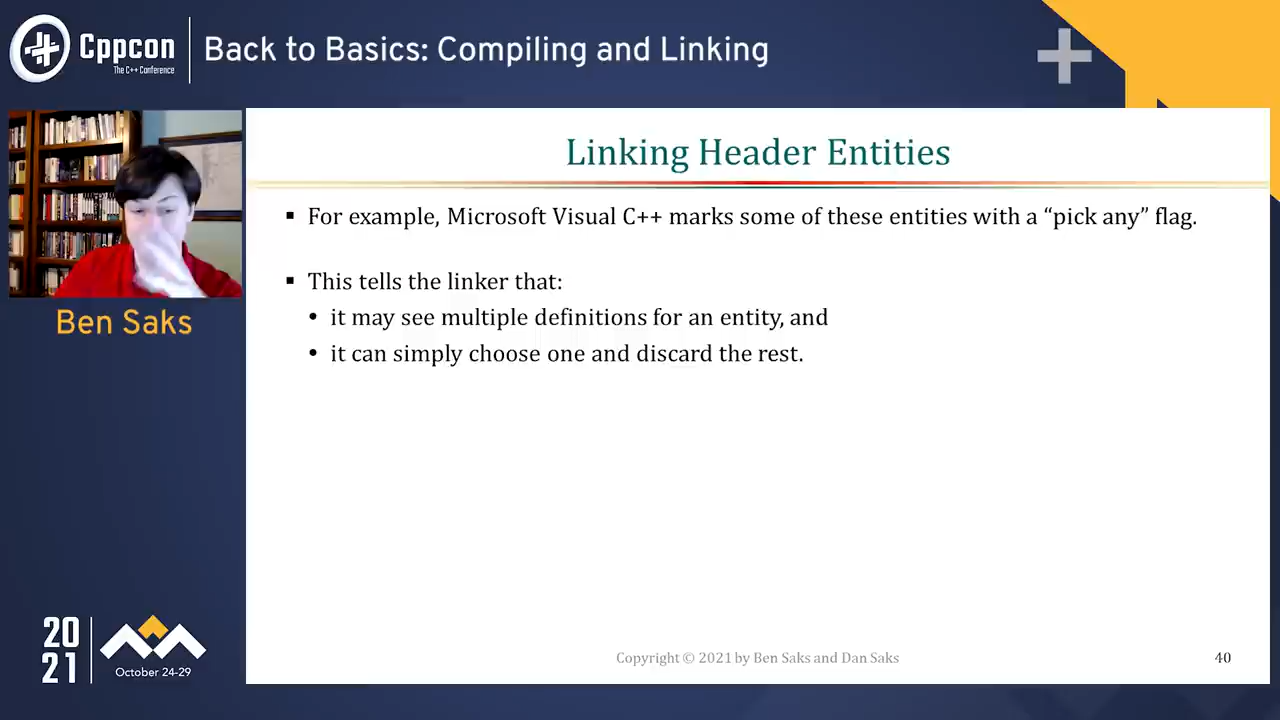 Cppcon
The C++ Conference
Back to Basics: Compiling and Linking
Ben Saks
Linking Header Entities
▪ For example, Microsoft Visual C++ marks some of these entities with a “pick any” flag.
▪ This tells the linker that:
• it may see multiple definitions for an entity, and
• it can simply choose one and discard the rest.
20
21
October 24-29
Copyright © 2021 by Ben Saks and Dan Saks
40